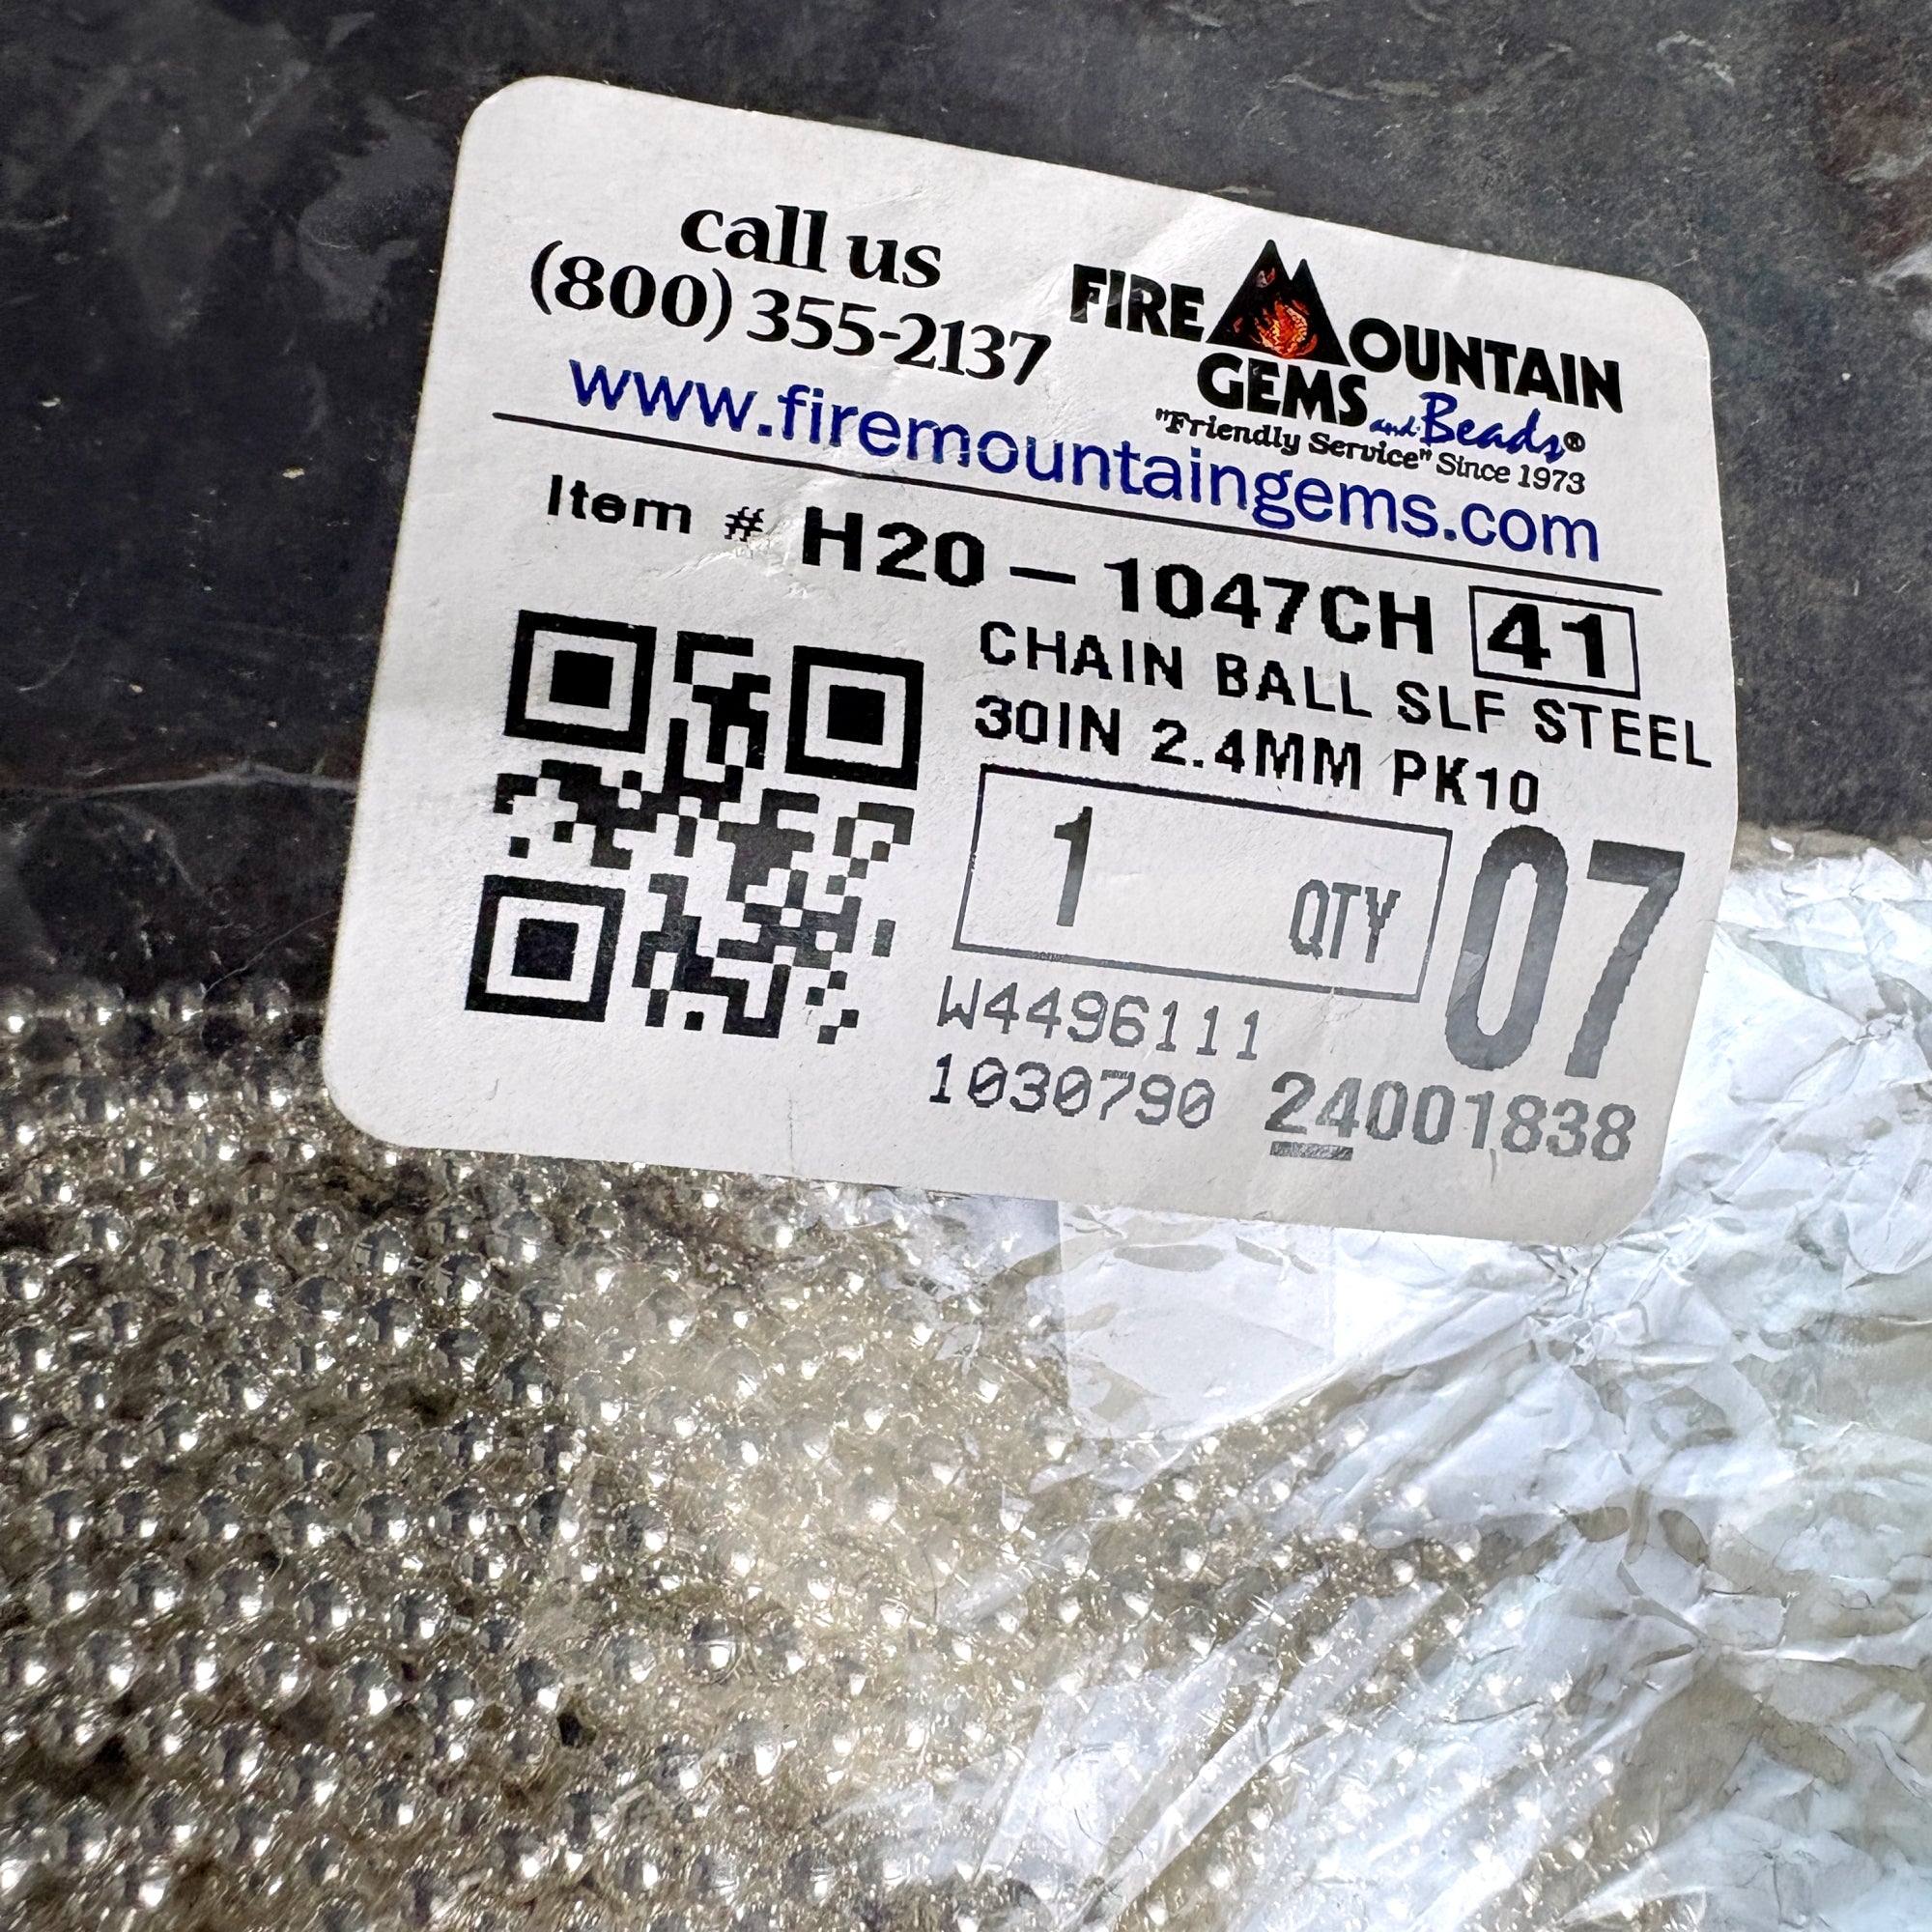 call us
(800) 355-2137
FIRE MOUNTAIN
GEMS and Beads®
"Friendly Service" Since 1973
www.firemountaingems.com
Item # H20-1047CH 41
CHAIN BALL SLF STEEL
30IN 2.4MM PK10
1 QTY 07
W4496111
1030790 24001838